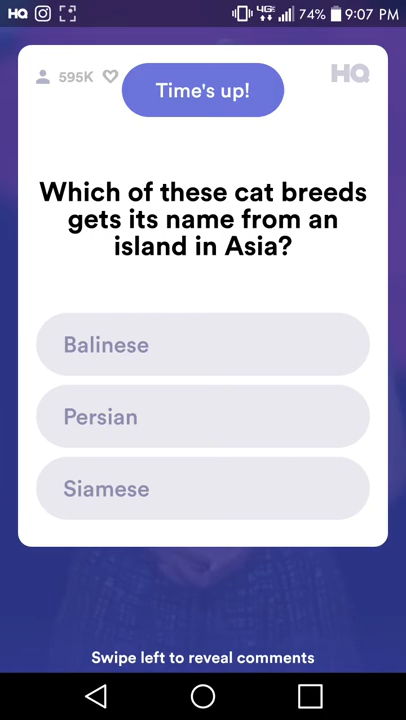 HQ 4G 74% 9:07 PM
595K Time's up! HQ
Which of these cat breeds
gets its name from an
island in Asia?
Balinese
Persian
Siamese
Swipe left to reveal comments